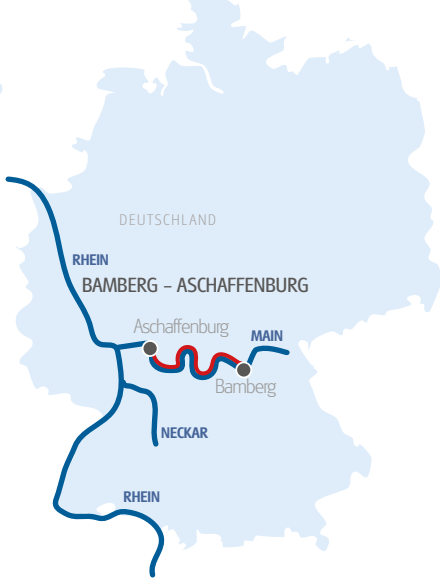 DEUTSCHLAND
RHEIN
BAMBERG – ASCHAFFENBURG
Aschaffenburg
MAIN
Bamberg
NECKAR
RHEIN